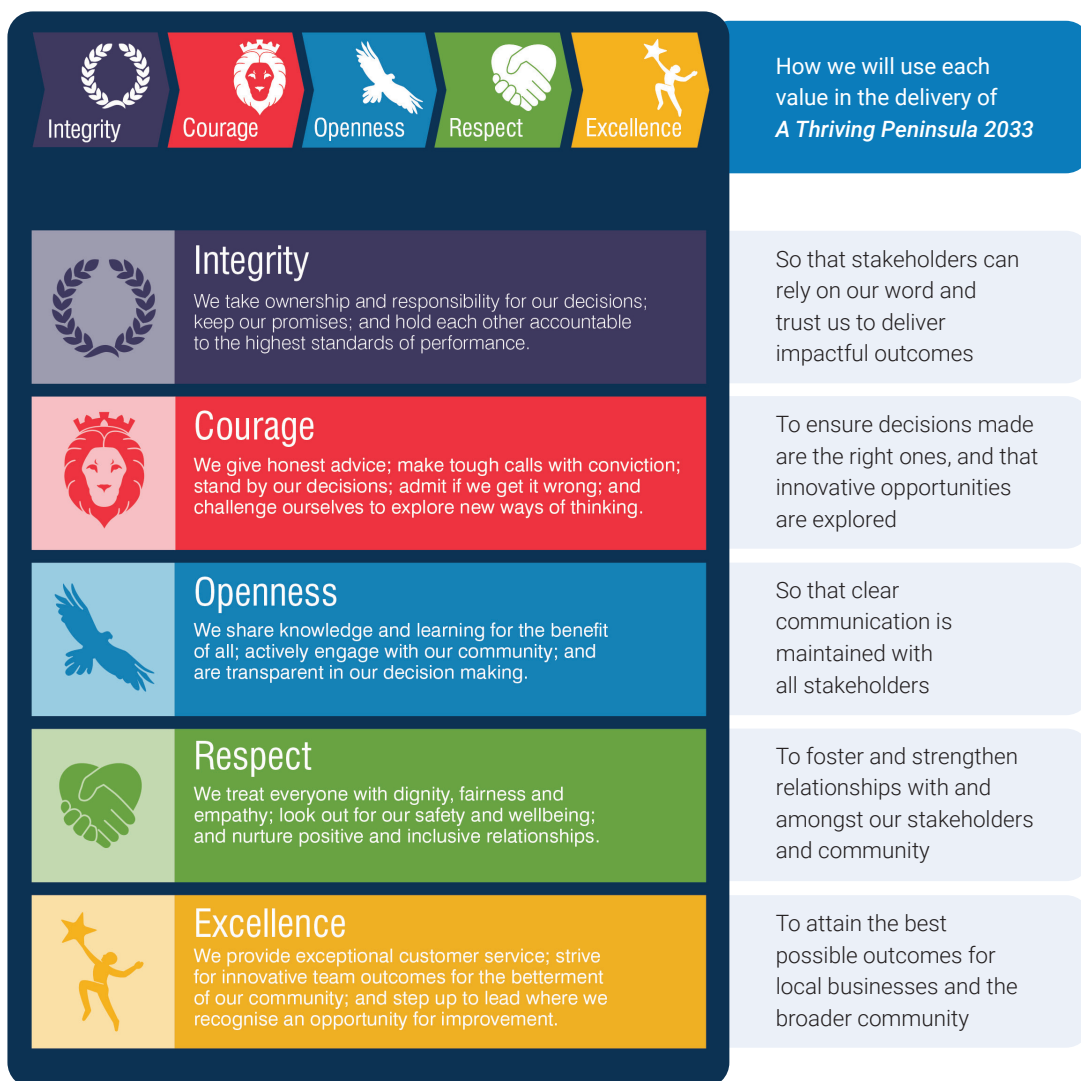 Integrity
Courage
Openness
Respect
Excellence
How we will use each
value in the delivery of
A Thriving Peninsula 2033
Integrity
We take ownership and responsibility for our decisions;
keep our promises; and hold each other accountable
to the highest standards of performance.
So that stakeholders can
rely on our word and
trust us to deliver
impactful outcomes
Courage
We give honest advice; make tough calls with conviction;
stand by our decisions; admit if we get it wrong; and
challenge ourselves to explore new ways of thinking.
To ensure decisions made
are the right ones, and that
innovative opportunities
are explored
Openness
We share knowledge and learning for the benefit
of all; actively engage with our community; and
are transparent in our decision making.
So that clear
communication is
maintained with
all stakeholders
Respect
We treat everyone with dignity, fairness and
empathy; look out for our safety and wellbeing;
and nurture positive and inclusive relationships.
To foster and strengthen
relationships with and
amongst our stakeholders
and community
Excellence
We provide exceptional customer service; strive
for innovative team outcomes for the betterment
of our community; and step up to lead where we
recognise an opportunity for improvement.
To attain the best
possible outcomes for
local businesses and the
broader community